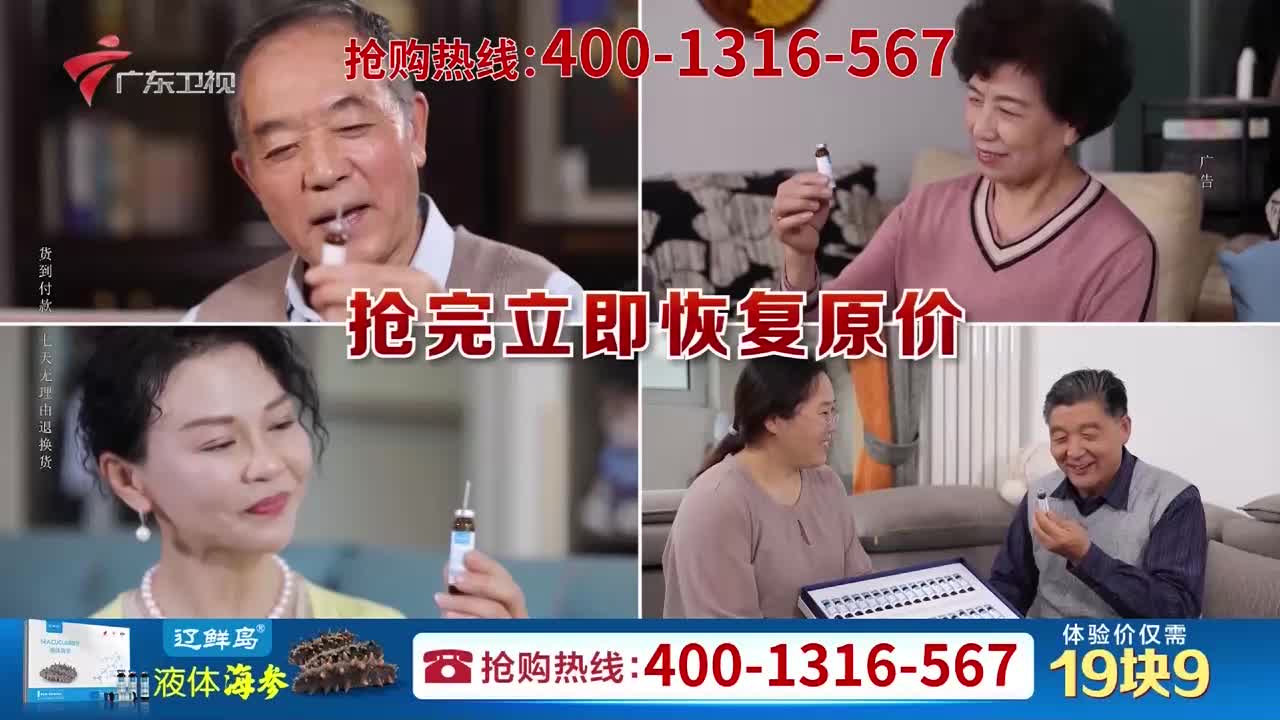 广东卫视
抢购热线:400-1316-567
广告
货到付款 七天无理由退换货
抢完立即恢复原价
SEA CUCUMBER
辽鲜岛®
液体海参
抢购热线:400-1316-567
体验价仅需
19块9